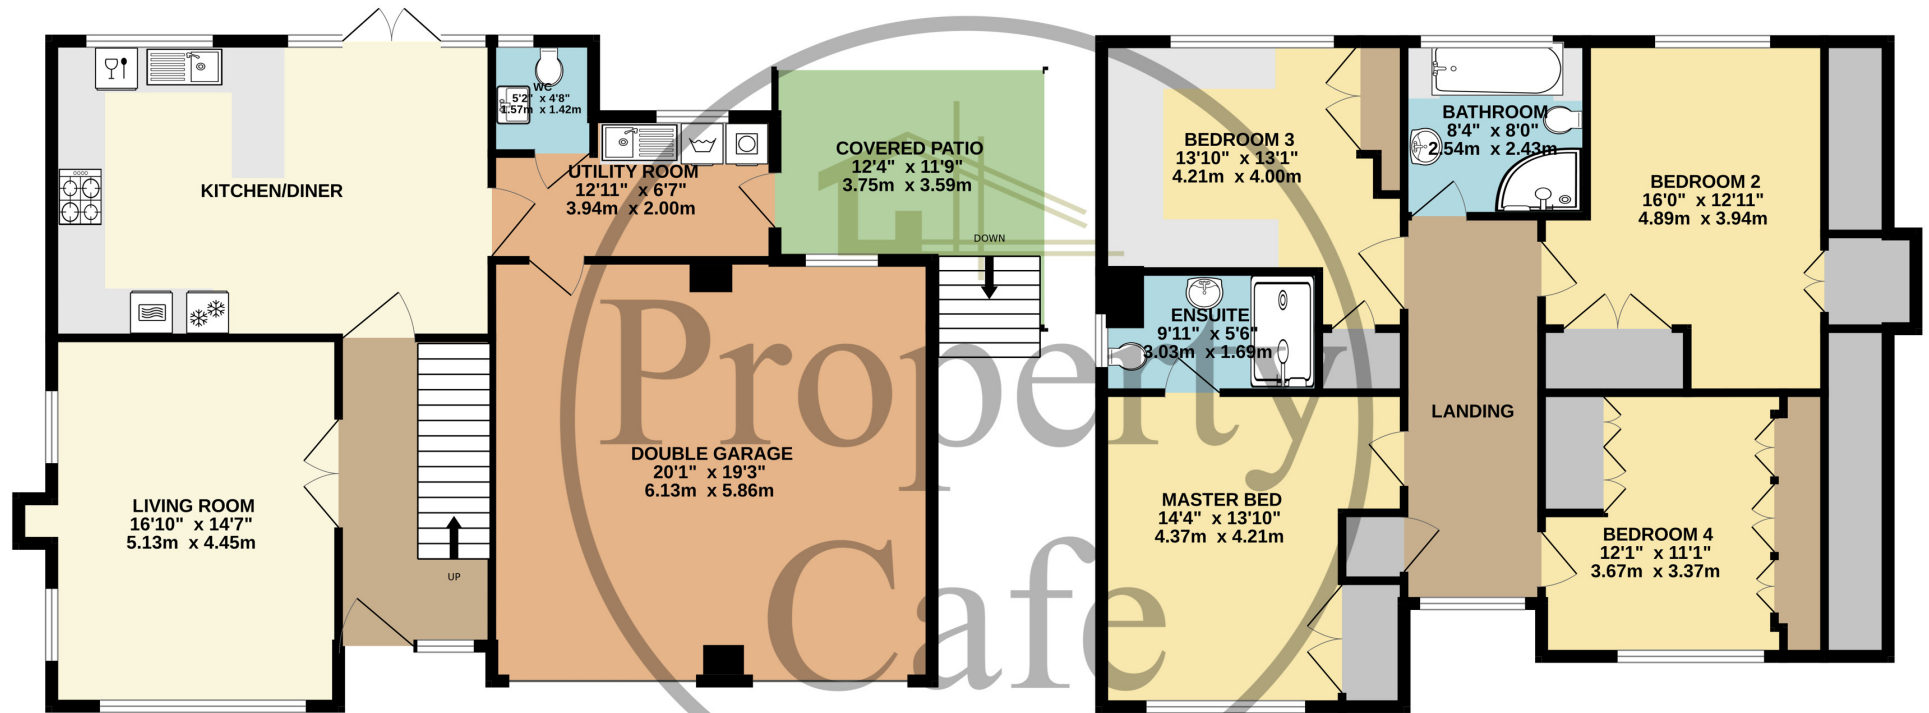 WC
5'2" x 4'8"
1.57m x 1.42m
KITCHEN/DINER
UTILITY ROOM
12'11" x 6'7"
3.94m x 2.00m
COVERED PATIO
12'4" x 11'9"
3.75m x 3.59m
DOWN
LIVING ROOM
16'10" x 14'7"
5.13m x 4.45m
UP
DOUBLE GARAGE
20'1" x 19'3"
6.13m x 5.86m
BEDROOM 3
13'10" x 13'1"
4.21m x 4.00m
BATHROOM
8'4" x 8'0"
2.54m x 2.43m
BEDROOM 2
16'0" x 12'11"
4.89m x 3.94m
ENSUITE
9'11" x 5'6"
3.03m x 1.69m
LANDING
MASTER BED
14'4" x 13'10"
4.37m x 4.21m
BEDROOM 4
12'1" x 11'1"
3.67m x 3.37m
Property
Cafe